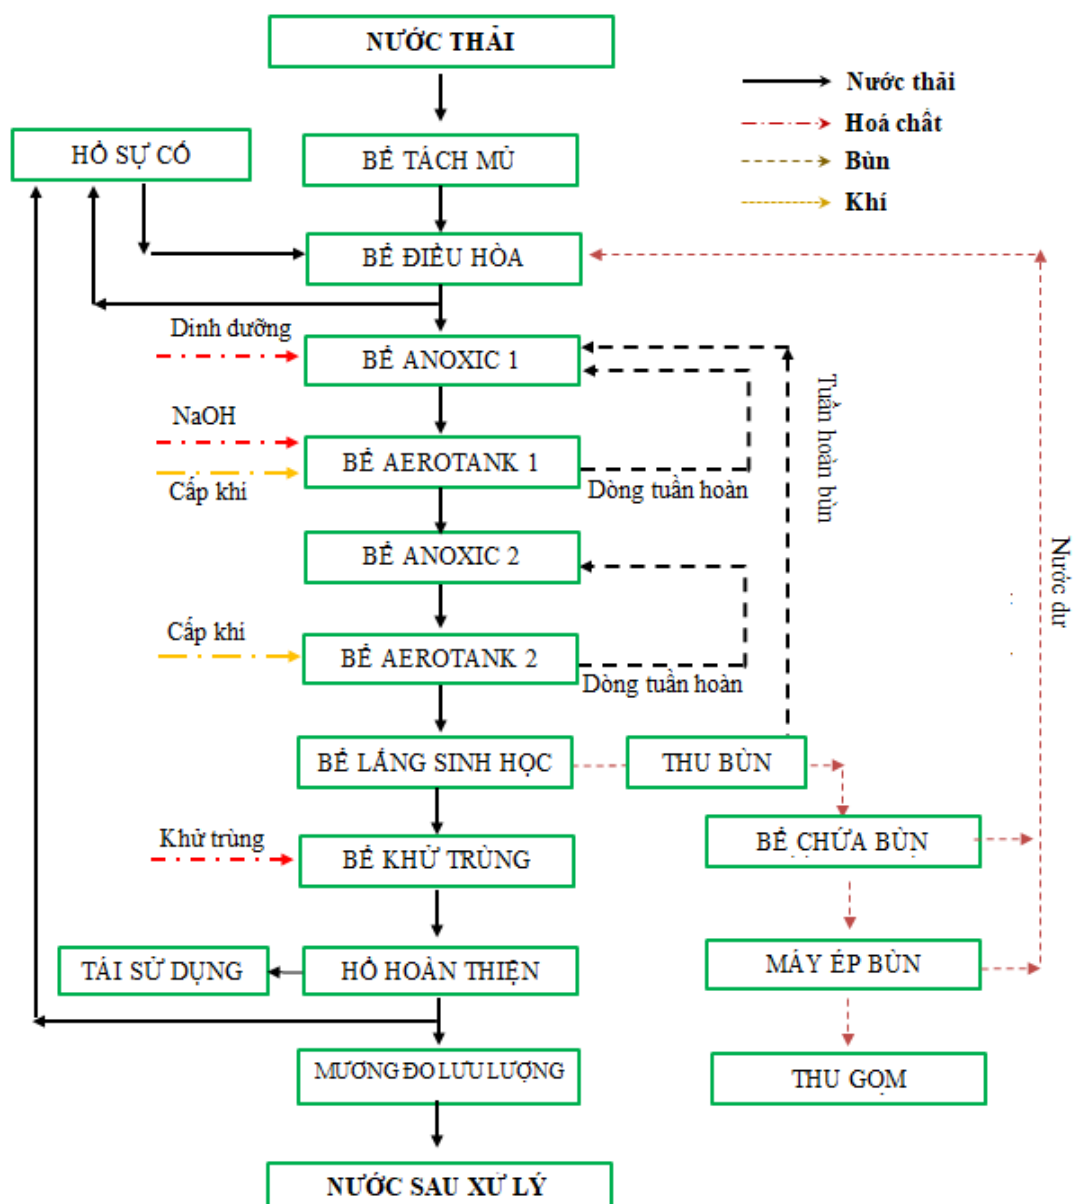 NƯỚC THẢI
Nước thải
Hoá chất
Bùn
Khí
HỒ SỰ CỐ
BỂ TÁCH MỦ
BỂ ĐIỀU HÒA
Dinh dưỡng
BỂ ANOXIC 1
NaOH
BỂ AEROTANK 1
Cấp khí
Dòng tuần hoàn
Tuần hoàn bùn
BỂ ANOXIC 2
Nước dư
Cấp khí
BỂ AEROTANK 2
Dòng tuần hoàn
BỂ LẮNG SINH HỌC
THU BÙN
Khử trùng
BỂ KHỬ TRÙNG
BỂ CHỨA BÙN
TÁI SỬ DỤNG
HỒ HOÀN THIỆN
MÁY ÉP BÙN
MƯƠNG ĐO LƯU LƯỢNG
THU GOM
NƯỚC SAU XỬ LÝ